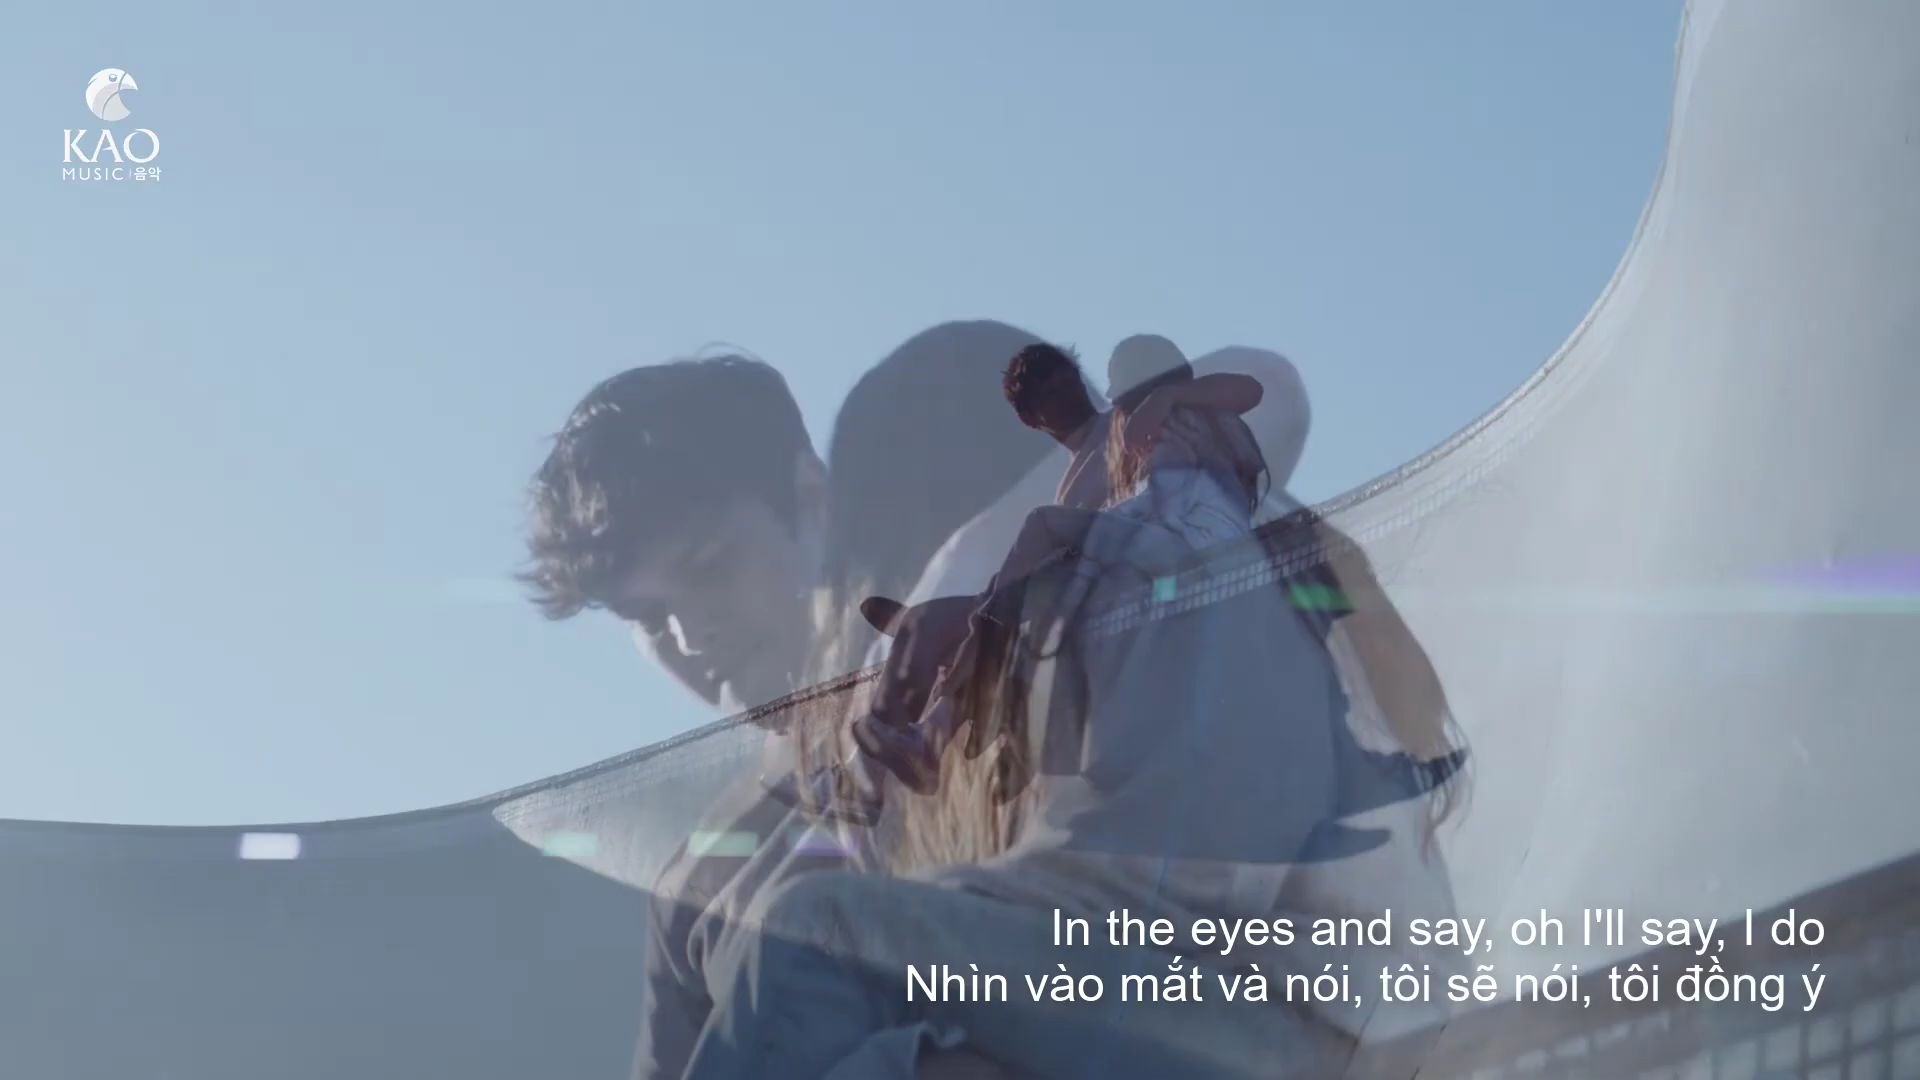 KAO
MUSIC 음악
In the eyes and say, oh I'll say, I do
Nhìn vào mắt và nói, tôi sẽ nói, tôi đồng ý